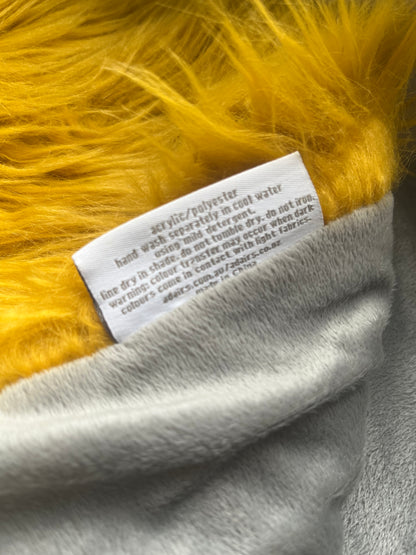 acrylic/polyester
hand wash separately in cool water
using mild detergent.
line dry in shade. do not tumble dry. do not iron.
warning: colour transfer may occur when dark
colours come in contact with light fabrics.
adairs.com.au/adairs.co.nz
made in China